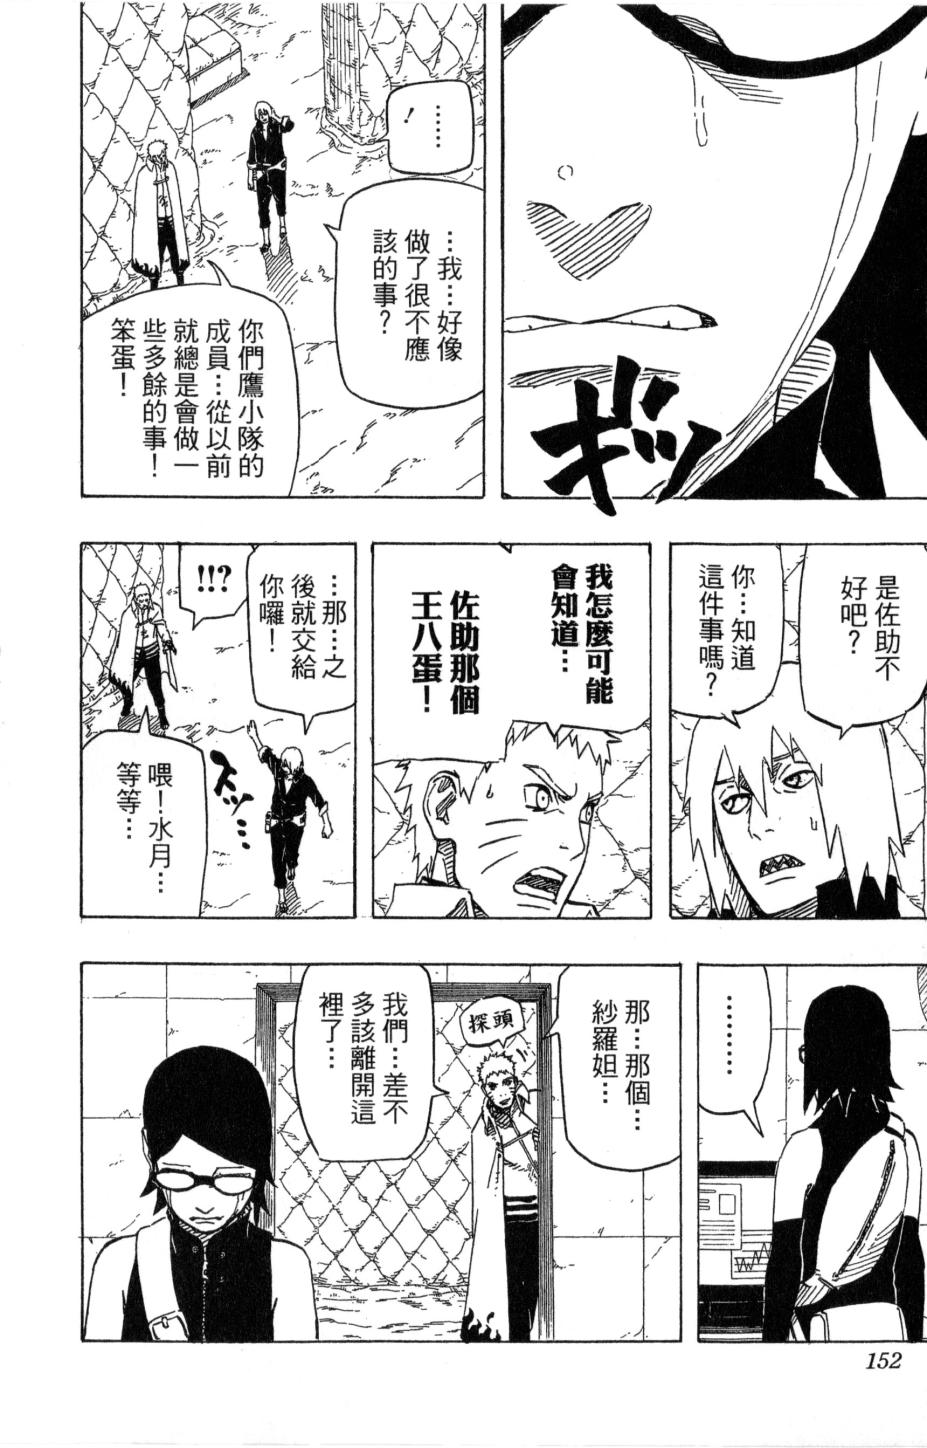 ギッ
……!
…我…好像
做了很不應
該的事？
你們鷹小隊的
成員…從以前
就總是會做一
些多餘的事！
笨蛋！
是佐助不
好吧？
你…知道
這件事嗎？
我怎麼可能
會知道…
佐助那個
王八蛋！
…那…之
後就交給
你囉！
!!?
スッ…
喂！水月…
等等…
………
那…那個…
紗羅妲…
探頭
我們…差不
多該離開這
裡了…
152